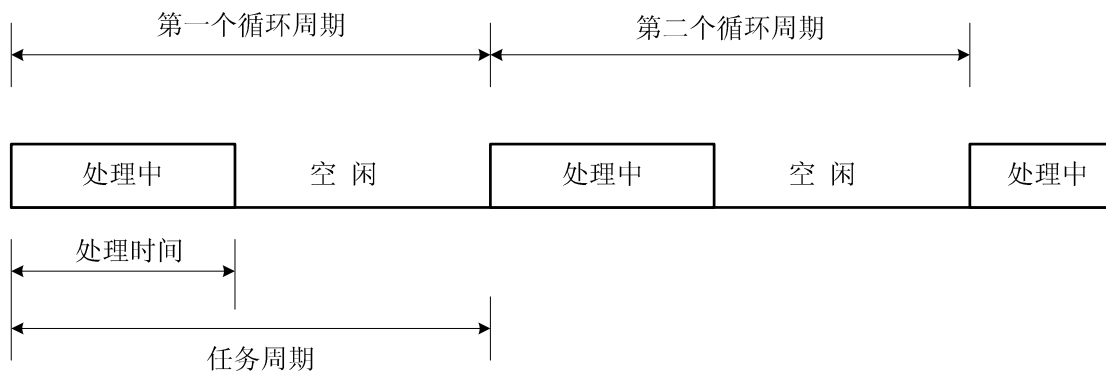 第一个循环周期
第二个循环周期
处理中
空 闲
处理中
空 闲
处理中
处理时间
任务周期